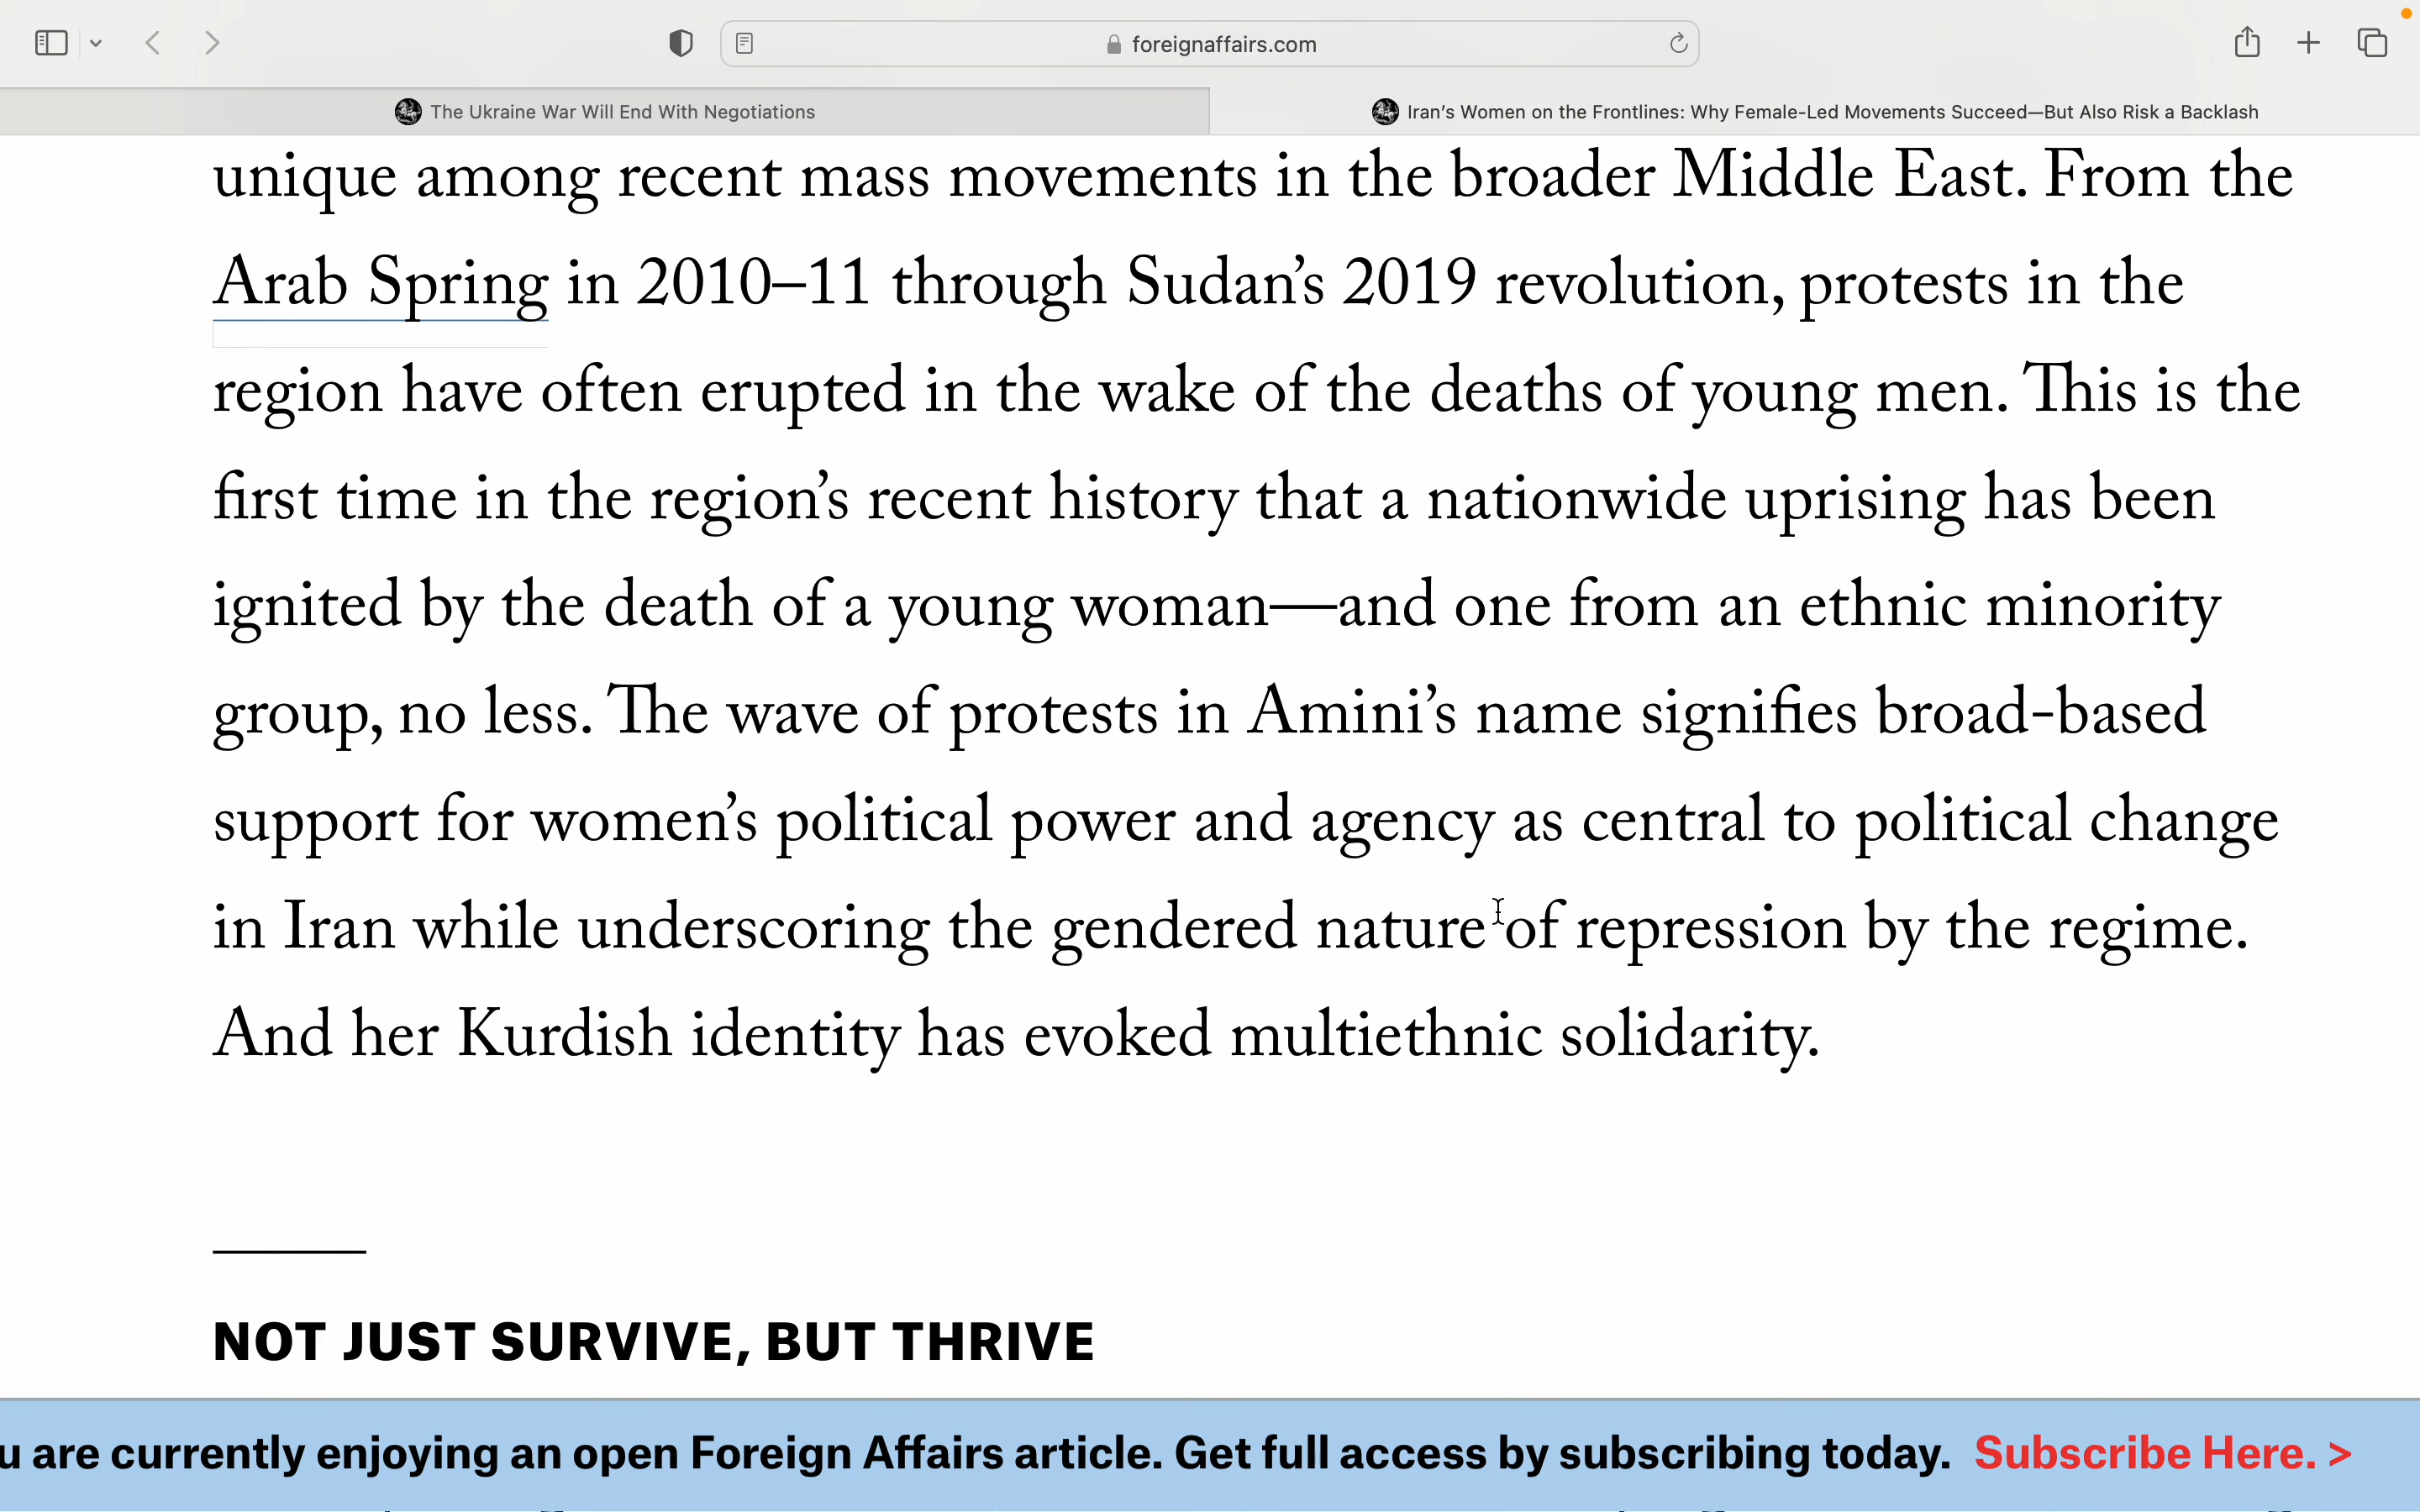 foreignaffairs.com
The Ukraine War Will End With Negotiations
Iran’s Women on the Frontlines: Why Female-Led Movements Succeed—But Also Risk a Backlash
unique among recent mass movements in the broader Middle East. From the
Arab Spring in 2010–11 through Sudan’s 2019 revolution, protests in the
region have often erupted in the wake of the deaths of young men. This is the
first time in the region’s recent history that a nationwide uprising has been
ignited by the death of a young woman—and one from an ethnic minority
group, no less. The wave of protests in Amini’s name signifies broad-based
support for women’s political power and agency as central to political change
in Iran while underscoring the gendered nature of repression by the regime.
And her Kurdish identity has evoked multiethnic solidarity.
NOT JUST SURVIVE, BUT THRIVE
u are currently enjoying an open Foreign Affairs article. Get full access by subscribing today. Subscribe Here. >